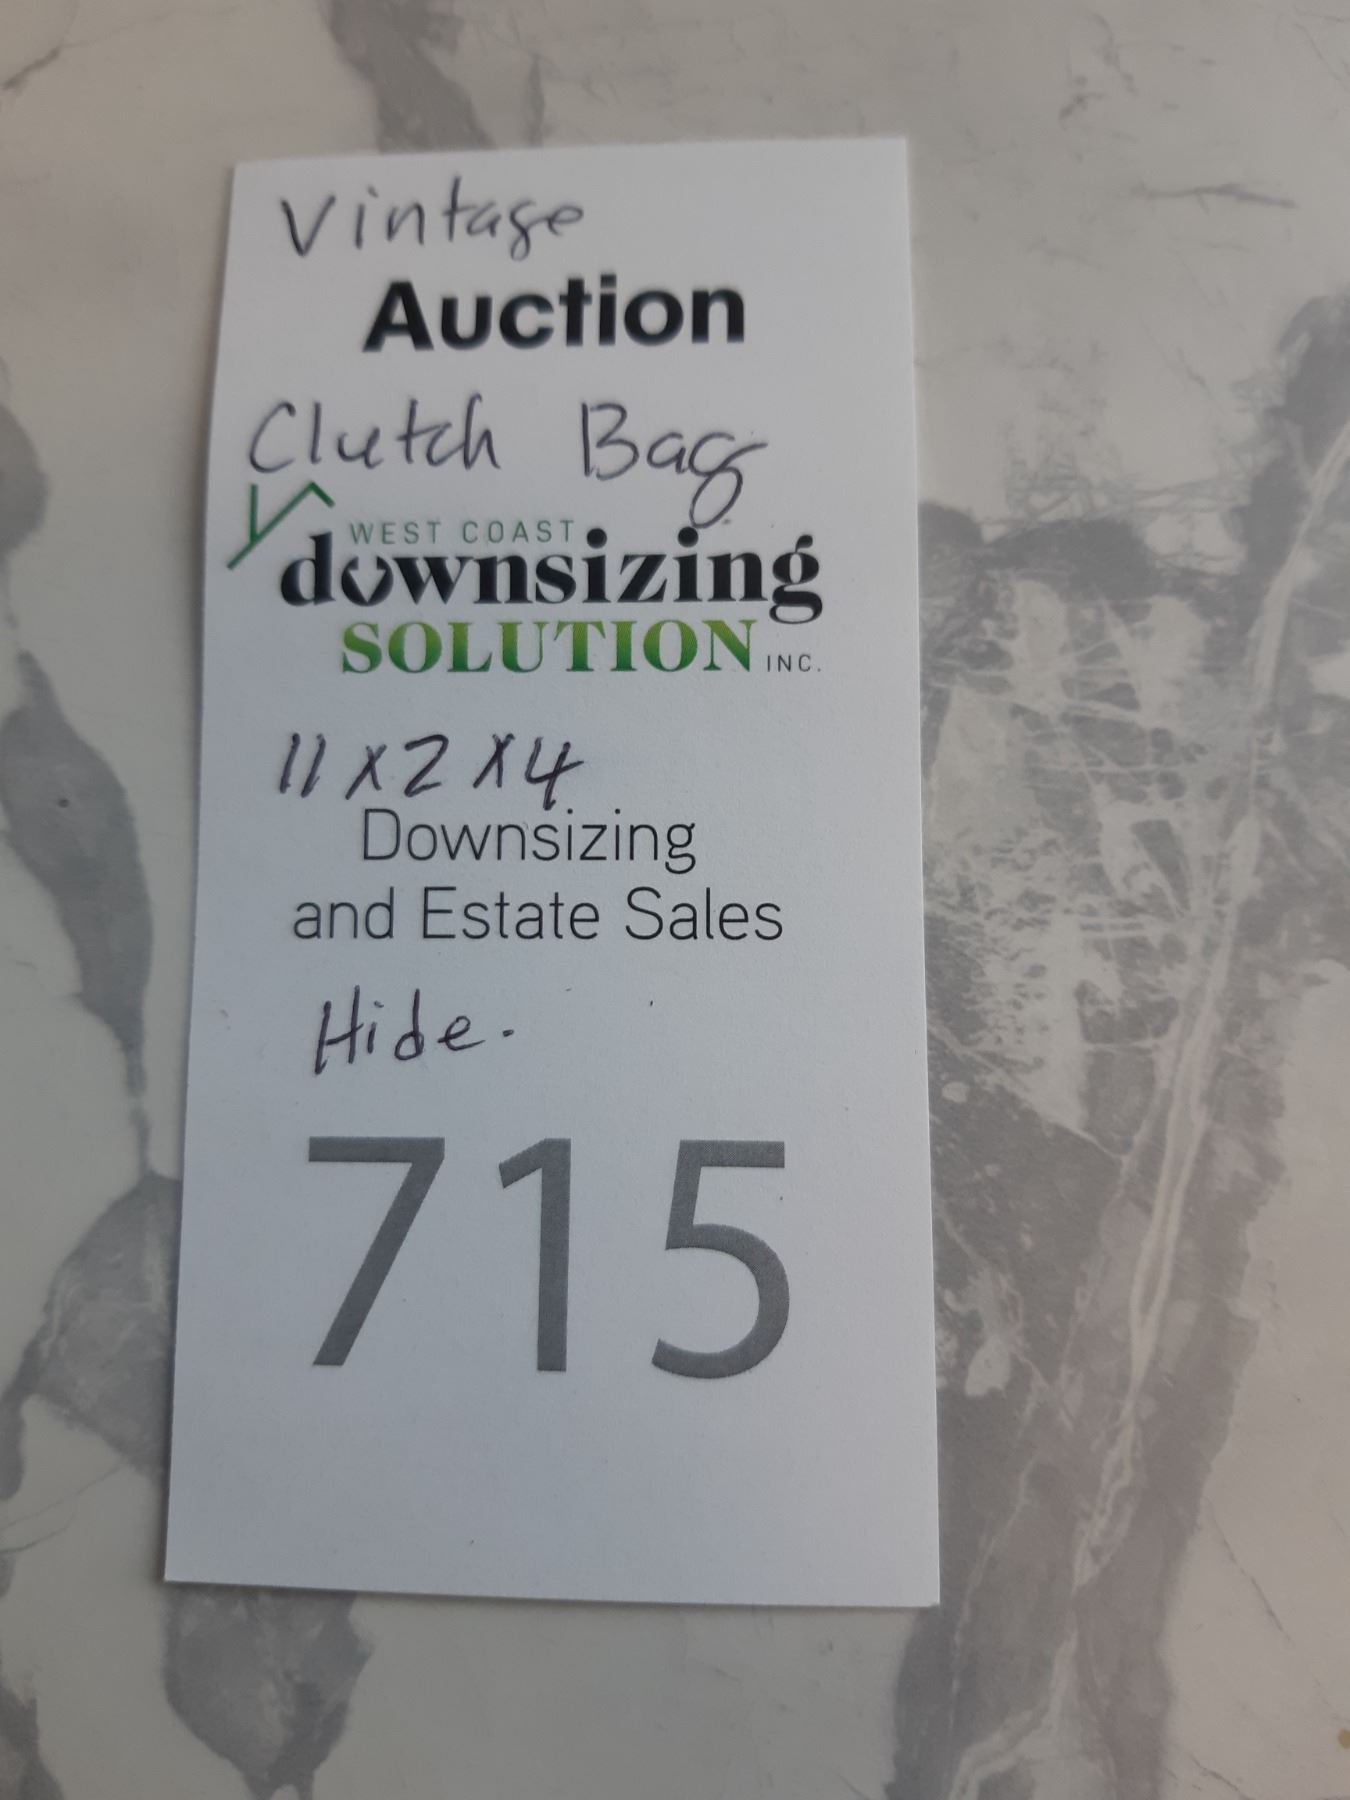 Vintage
Auction
Clutch Bag
WEST COAST
downsizing
SOLUTION INC.
11 x 2 x 4
Downsizing
and Estate Sales
Hide.
715